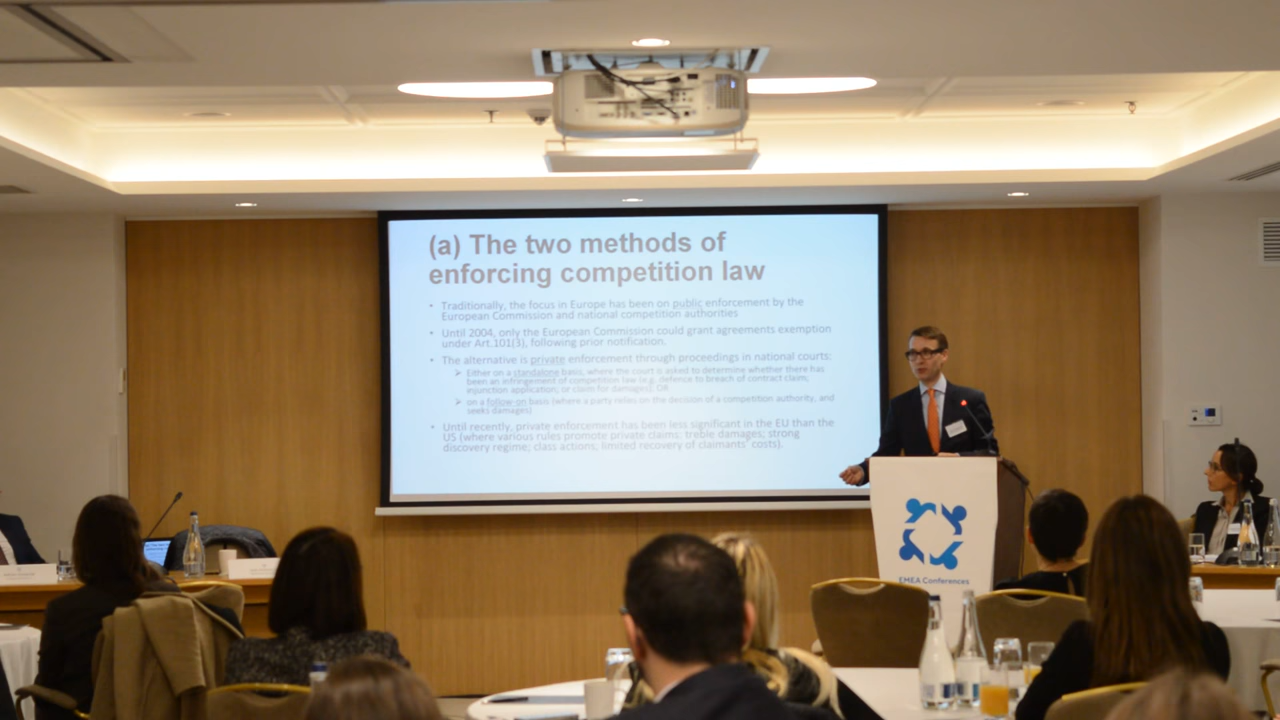 (a) The two methods of
enforcing competition law
• Traditionally, the focus in Europe has been on public enforcement by the
European Commission and national competition authorities
• Until 2004, only the European Commission could grant agreements exemption
under Art.101(3), following prior notification.
• The alternative is private enforcement through proceedings in national courts:
➢ Either on a standalone basis, where the court is asked to determine whether there has
been an infringement of competition law (e.g. defence to breach of contract claim;
injunction application; or claim for damages); OR
➢ on a follow-on basis (where a party relies on the decision of a competition authority, and
seeks damages)
• Until recently, private enforcement has been less significant in the EU than the
US (where various rules promote private claims: treble damages; strong
discovery regime; class actions; limited recovery of claimants' costs).
EMEA Conferences